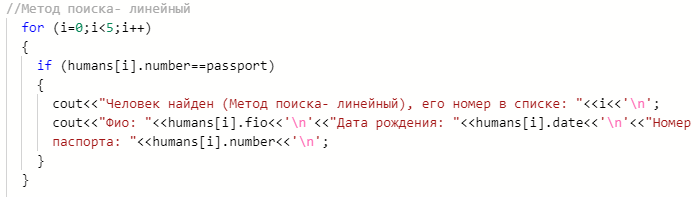 //Метод поиска- линейный
for (i=0;i<5;i++)
{
if (humans[i].number==passport)
{
cout<<"Человек найден (Метод поиска- линейный), его номер в списке: "<<i<<'\n';
cout<<"Фио: "<<humans[i].fio<<'\n'<<"Дата рождения: "<<humans[i].date<<'\n'<<"Номер
паспорта: "<<humans[i].number<<'\n';
}
}